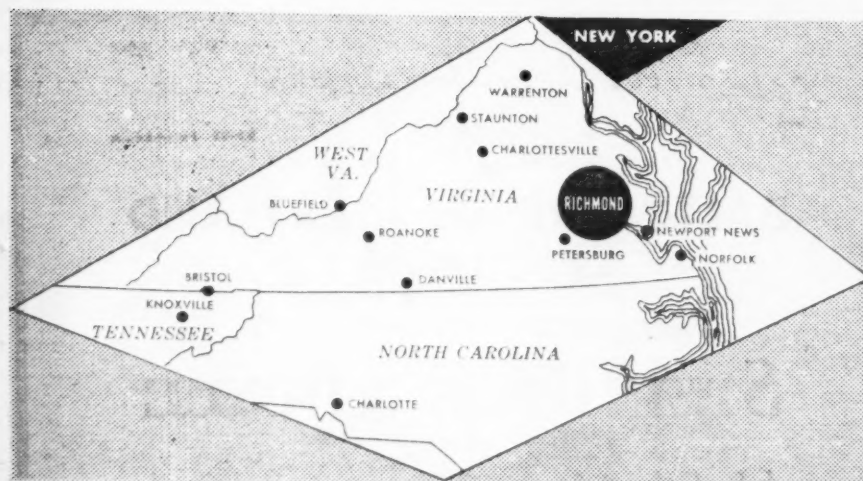 NEW YORK
WARRENTON
STAUNTON
CHARLOTTESVILLE
WEST
VA.
VIRGINIA
BLUEFIELD
RICHMOND
ROANOKE
NEWPORT NEWS
PETERSBURG
NORFOLK
BRISTOL
DANVILLE
KNOXVILLE
TENNESSEE
NORTH CAROLINA
CHARLOTTE